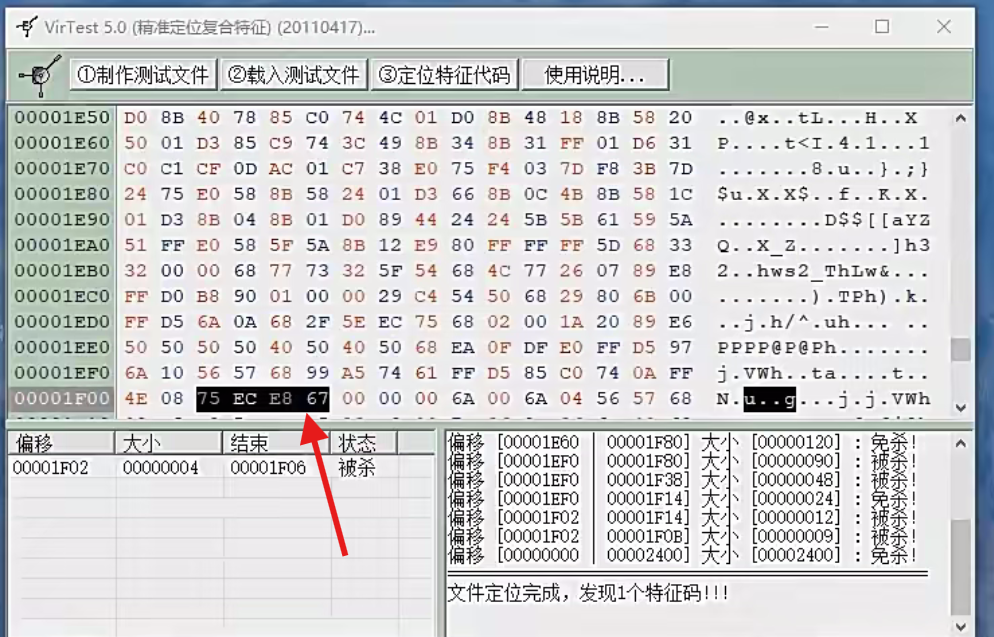 VirTest 5.0 (精准定位复合特征) (20110417)...
①制作测试文件 ②载入测试文件 ③定位特征代码 使用说明...
00001E50 D0 8B 40 78 85 C0 74 4C 01 D0 8B 48 18 8B 58 20 ..@x..tL...H..X
00001E60 50 01 D3 85 C9 74 3C 49 8B 34 8B 31 FF 01 D6 31 P....t<I.4.1...1
00001E70 C0 C1 CF 0D AC 01 C7 38 E0 75 F4 03 7D F8 3B 7D .......8.u..}.;}
00001E80 24 75 E0 58 8B 58 24 01 D3 66 8B 0C 4B 8B 58 1C $u.X.X$..f..K.X.
00001E90 01 D3 8B 04 8B 01 D0 89 44 24 24 5B 5B 61 59 5A ........D$$[[aYZ
00001EA0 51 FF E0 58 5F 5A 8B 12 E9 80 FF FF FF 5D 68 33 Q..X_Z.......]h3
00001EB0 32 00 00 68 77 73 32 5F 54 68 4C 77 26 07 89 E8 2..hws2_ThLw&...
00001EC0 FF D0 B8 90 01 00 00 29 C4 54 50 68 29 80 6B 00 .......).TPh).k.
00001ED0 FF D5 6A 0A 68 2F 5E EC 75 68 02 00 1A 20 89 E6 ..j.h/^.uh... ..
00001EE0 50 50 50 50 40 50 40 50 68 EA 0F DF E0 FF D5 97 PPPP@P@Ph.......
00001EF0 6A 10 56 57 68 99 A5 74 61 FF D5 85 C0 74 0A FF j.VWh..ta....t..
00001F00 4E 08 75 EC E8 67 00 00 00 6A 00 6A 04 56 57 68 N.u..g...j.j.VWh
偏移 大小 结束 状态
00001F02 00000004 00001F06 被杀
偏移 [00001E60 | 00001F80] 大小 [00000120] : 免杀!
偏移 [00001EF0 | 00001F80] 大小 [00000090] : 被杀!
偏移 [00001EF0 | 00001F38] 大小 [00000048] : 被杀!
偏移 [00001EF0 | 00001F14] 大小 [00000024] : 免杀!
偏移 [00001F02 | 00001F14] 大小 [00000012] : 被杀!
偏移 [00001F02 | 00001F0B] 大小 [00000009] : 被杀!
偏移 [00000000 | 00002400] 大小 [00002400] : 免杀!
文件定位完成，发现1个特征码!!!